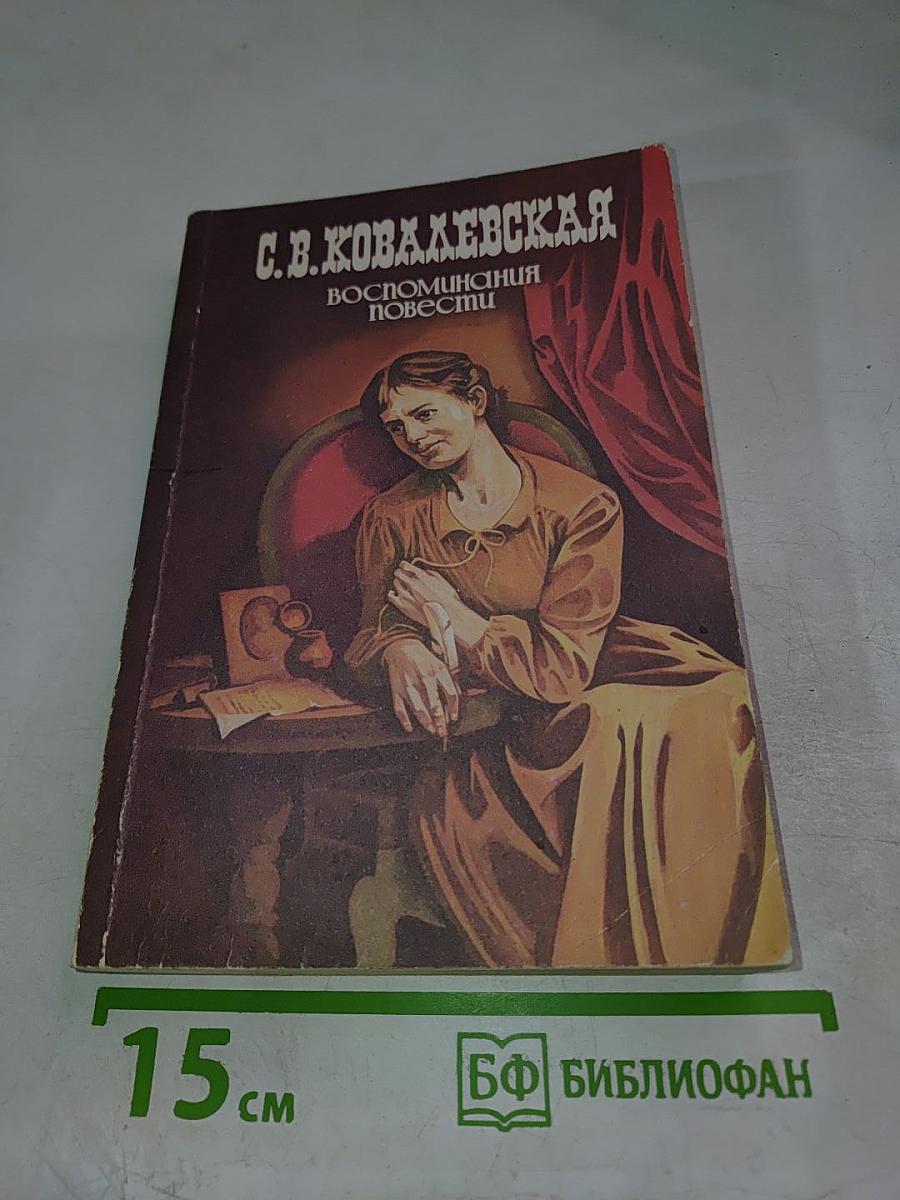 С. В. КОВАЛЕВСКАЯ
ВОСПОМИНАНИЯ
ПОВЕСТИ
15 см
БФ БИБЛИОФАН